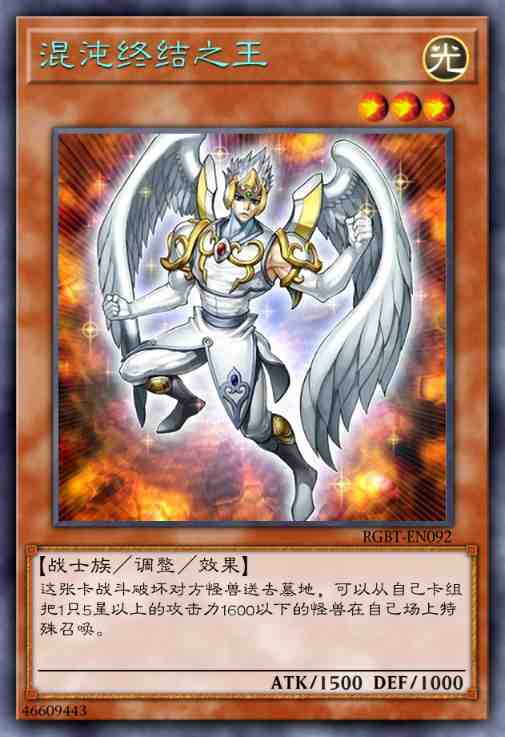 混沌终结之王
光
RGBT-EN092
【战士族／调整／效果】
这张卡战斗破坏对方怪兽送去墓地，可以从自己卡组
把1只5星以上的攻击力1600以下的怪兽在自己场上特
殊召唤。
ATK/1500 DEF/1000
46609443